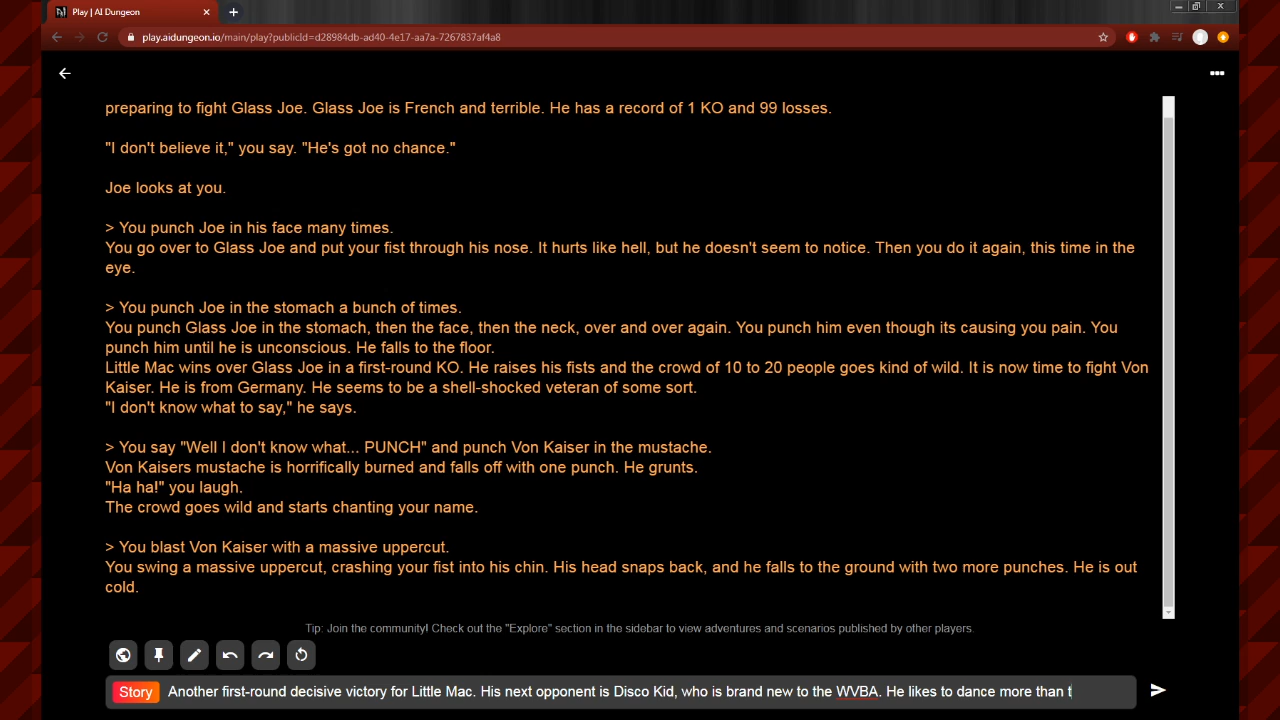 Play | AI Dungeon
play.aidungeon.io/main/play?publicId=d28984db-ad40-4e17-aa7a-7267837af4a8
preparing to fight Glass Joe. Glass Joe is French and terrible. He has a record of 1 KO and 99 losses.
"I don't believe it," you say. "He's got no chance."
Joe looks at you.
> You punch Joe in his face many times.
You go over to Glass Joe and put your fist through his nose. It hurts like hell, but he doesn't seem to notice. Then you do it again, this time in the
eye.
> You punch Joe in the stomach a bunch of times.
You punch Glass Joe in the stomach, then the face, then the neck, over and over again. You punch him even though its causing you pain. You
punch him until he is unconscious. He falls to the floor.
Little Mac wins over Glass Joe in a first-round KO. He raises his fists and the crowd of 10 to 20 people goes kind of wild. It is now time to fight Von
Kaiser. He is from Germany. He seems to be a shell-shocked veteran of some sort.
"I don't know what to say," he says.
> You say "Well I don't know what... PUNCH" and punch Von Kaiser in the mustache.
Von Kaisers mustache is horrifically burned and falls off with one punch. He grunts.
"Ha ha!" you laugh.
The crowd goes wild and starts chanting your name.
> You blast Von Kaiser with a massive uppercut.
You swing a massive uppercut, crashing your fist into his chin. His head snaps back, and he falls to the ground with two more punches. He is out
cold.
Tip: Join the community! Check out the "Explore" section in the sidebar to view adventures and scenarios published by other players.
Story Another first-round decisive victory for Little Mac. His next opponent is Disco Kid, who is brand new to the WVBA. He likes to dance more than t